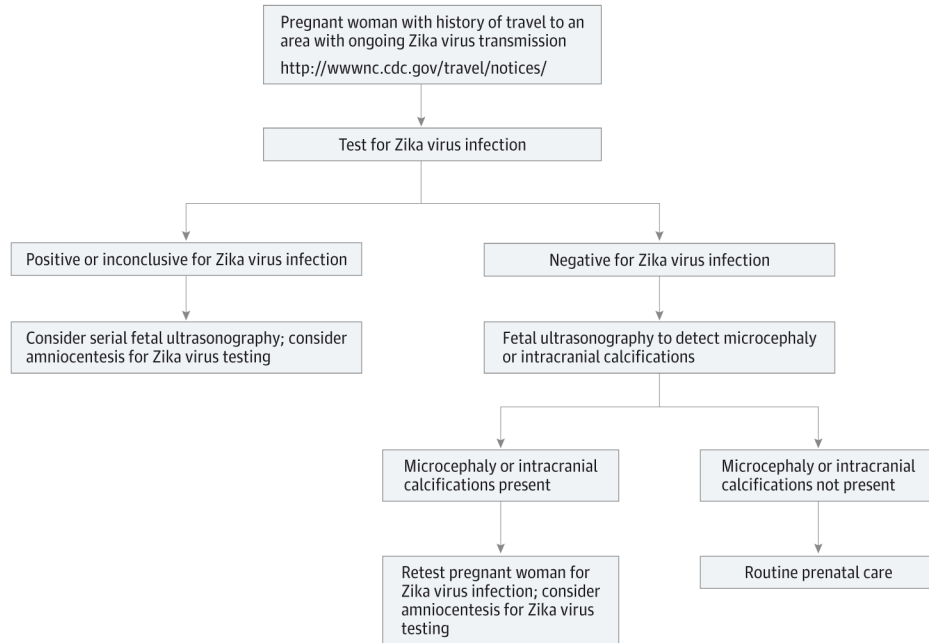 Pregnant woman with history of travel to an
area with ongoing Zika virus transmission
http://wwwnc.cdc.gov/travel/notices/
Test for Zika virus infection
Positive or inconclusive for Zika virus infection
Negative for Zika virus infection
Consider serial fetal ultrasonography; consider
amniocentesis for Zika virus testing
Fetal ultrasonography to detect microcephaly
or intracranial calcifications
Microcephaly or intracranial
calcifications present
Microcephaly or intracranial
calcifications not present
Retest pregnant woman for
Zika virus infection; consider
amniocentesis for Zika virus
testing
Routine prenatal care